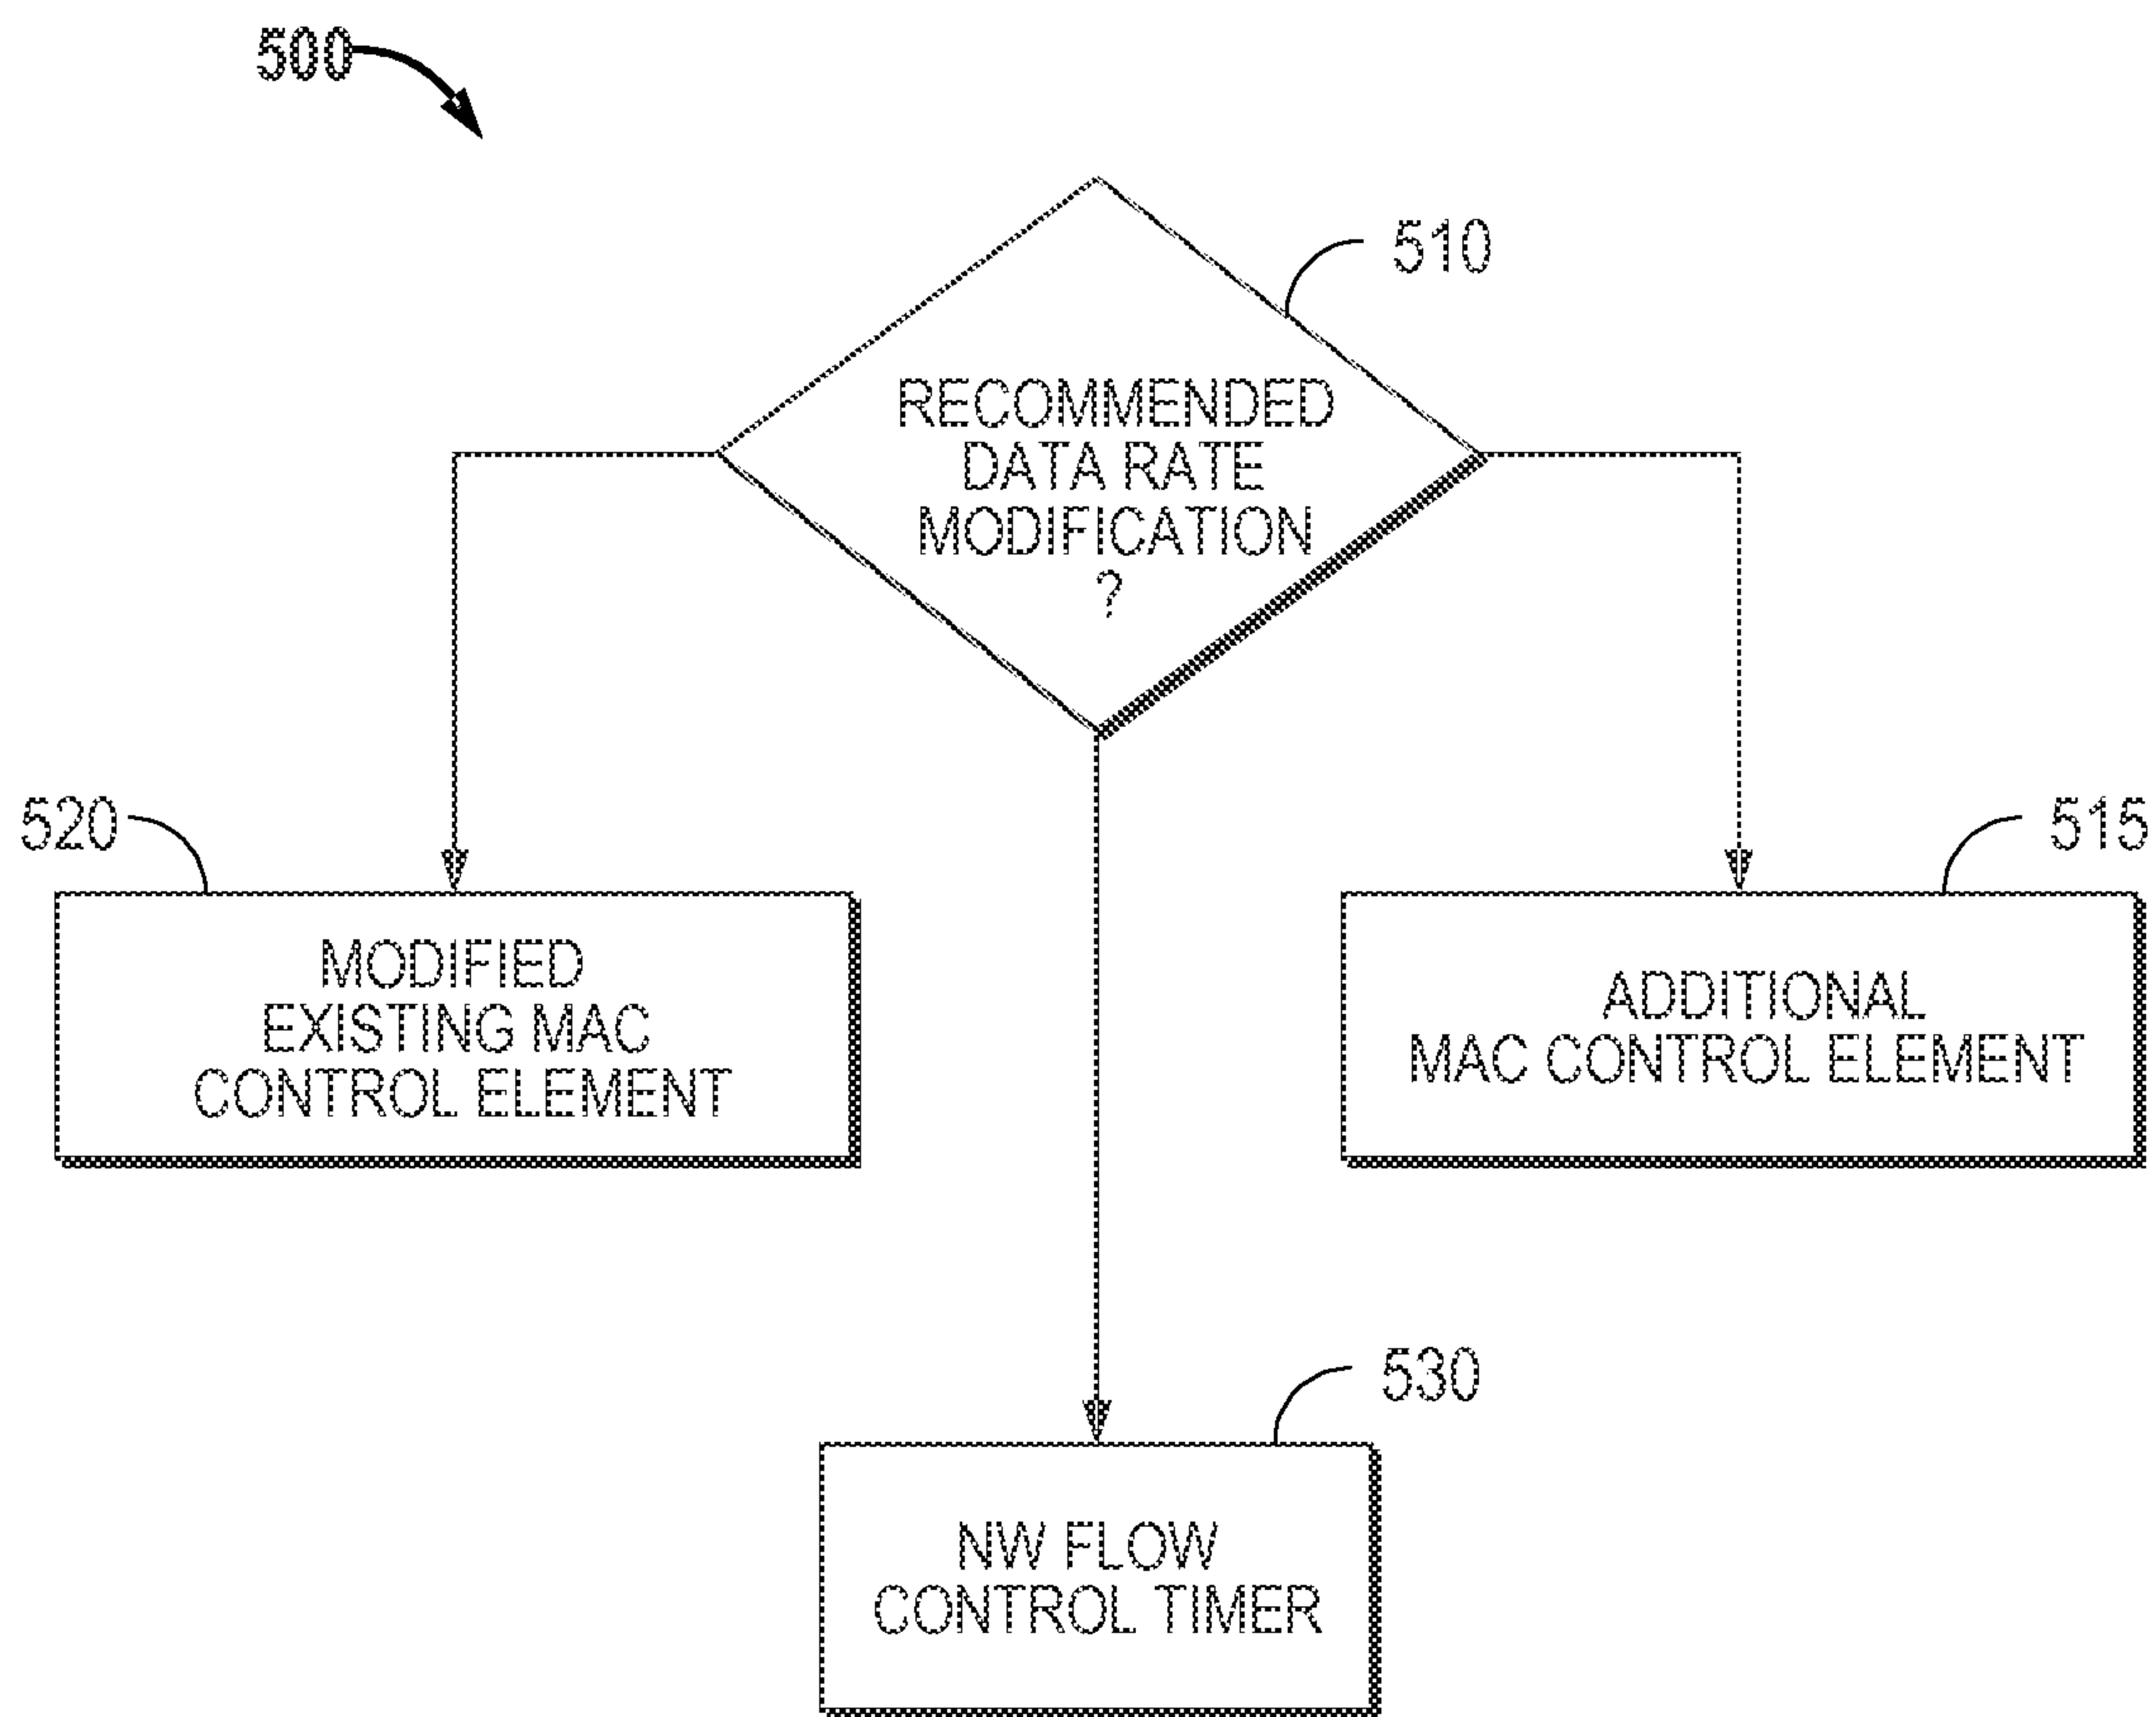 500
510
RECOMMENDED
DATA RATE
MODIFICATION
?
520
515
MODIFIED
EXISTING MAC
CONTROL ELEMENT
ADDITIONAL
MAC CONTROL ELEMENT
530
NW FLOW
CONTROL TIMER